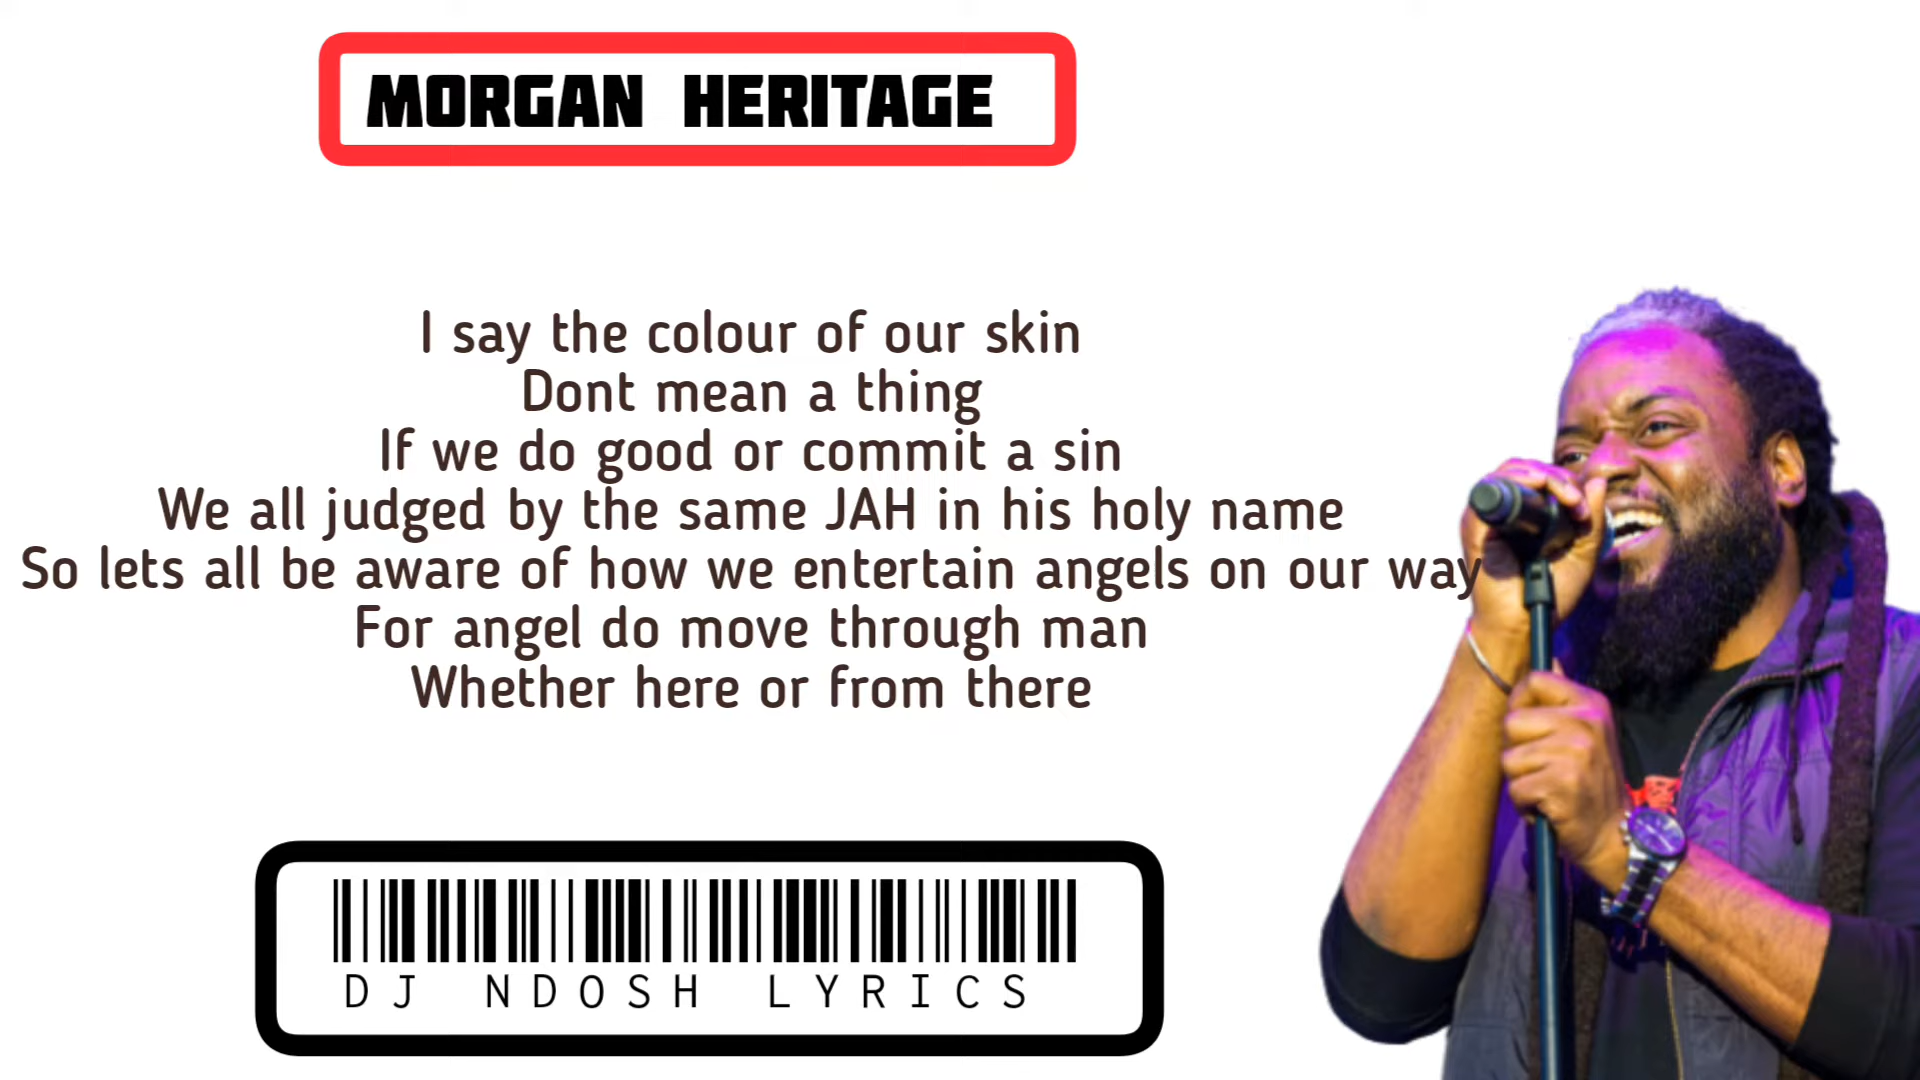 MORGAN HERITAGE
I say the colour of our skin
Dont mean a thing
If we do good or commit a sin
We all judged by the same JAH in his holy name
So lets all be aware of how we entertain angels on our way
For angel do move through man
Whether here or from there
DJ NDOSH LYRICS